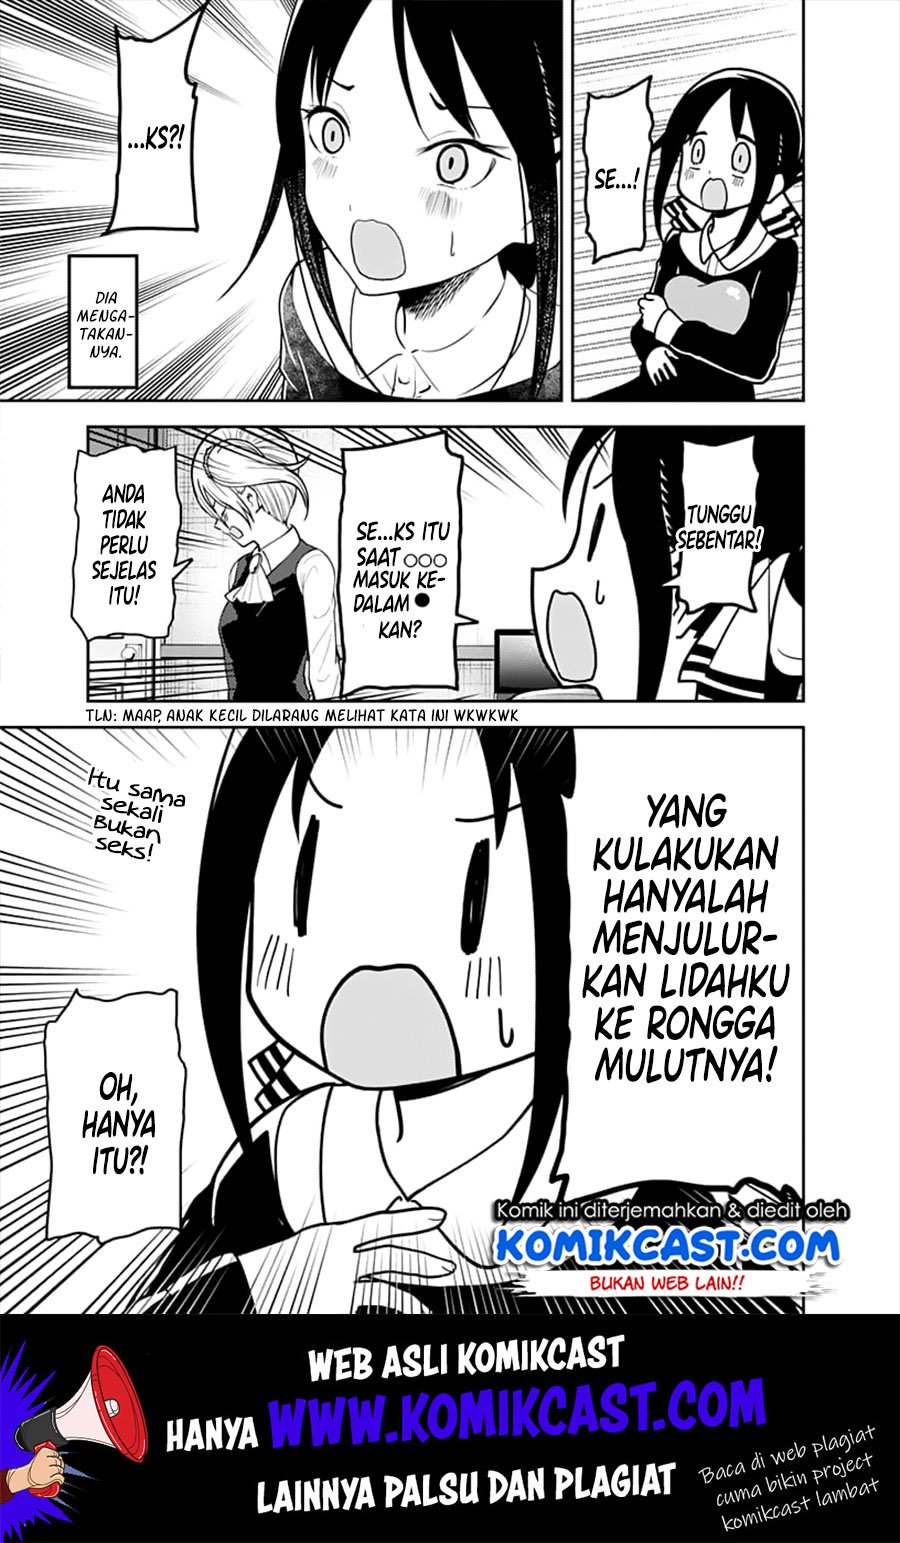 SE...!
...KS?!
DIA
MENGA-
TAKAN-
NYA.
TUNGGU
SEBENTAR!
SE...KS ITU
SAAT ○○○
MASUK KE-
DALAM ●
KAN?
ANDA
TIDAK
PERLU
SEJELAS
ITU!
TLN: MAAP, ANAK KECIL DILARANG MELIHAT KATA INI WKWKWK
YANG
KULAKUKAN
HANYALAH
MENJULUR-
KAN LIDAHKU
KE RONGGA
MULUTNYA!
Itu sama
sekali
Bukan
seks!
OH,
HANYA
ITU?!
Komik ini diterjemahkan & diedit oleh
KOMIKCAST.COM
BUKAN WEB LAIN!!
WEB ASLI KOMIKCAST
HANYA WWW.KOMIKCAST.COM
LAINNYA PALSU DAN PLAGIAT
Baca di web plagiat
cuma bikin project
komikcast lambat